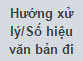 Hướng xử
lý/Số hiệu
văn bản đi